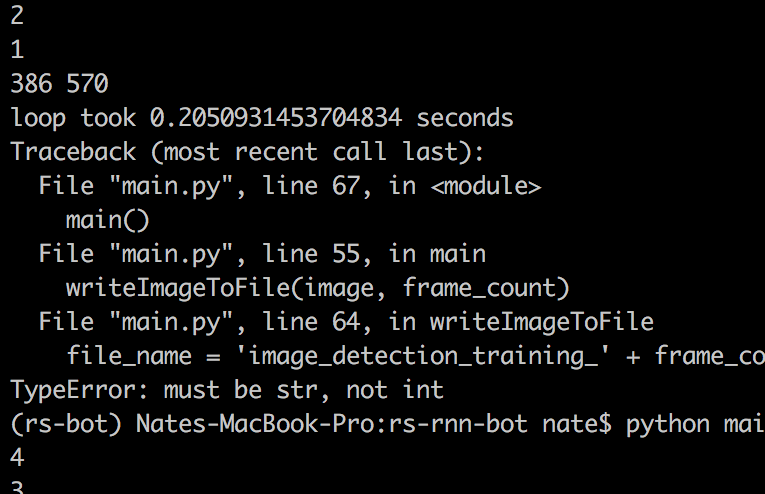 2
1
386 570
loop took 0.2050931453704834 seconds
Traceback (most recent call last):
  File "main.py", line 67, in <module>
    main()
  File "main.py", line 55, in main
    writeImageToFile(image, frame_count)
  File "main.py", line 64, in writeImageToFile
    file_name = 'image_detection_training_' + frame_co
TypeError: must be str, not int
(rs-bot) Nates-MacBook-Pro:rs-rnn-bot nate$ python mai
4
3